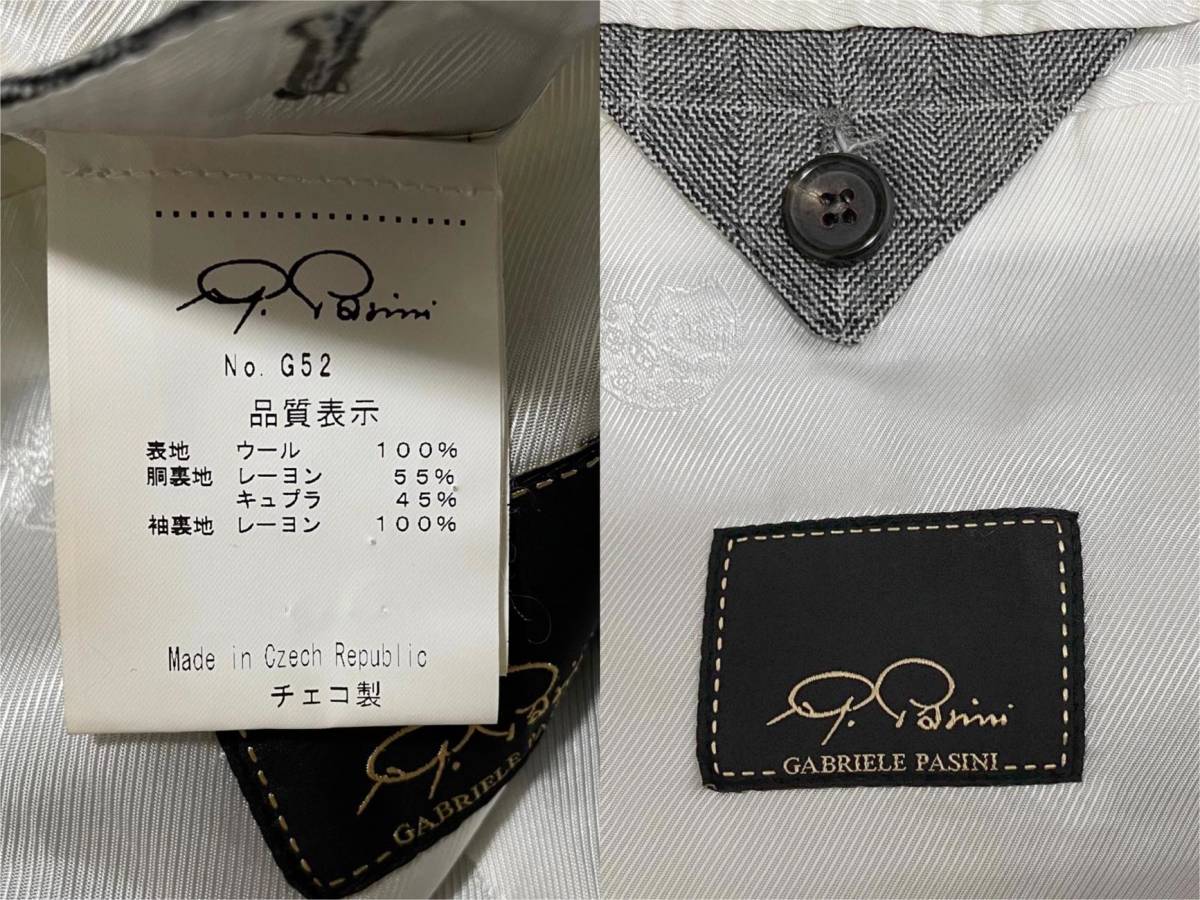 G. Pasini
No. G52
品質表示
表地 ウール 100%
胴裏地 レーヨン 55%
キュプラ 45%
袖裏地 レーヨン 100%
Made in Czech Republic
チェコ製
G. Pa
GABRIELE PA
G. Pasini
GABRIELE PASINI